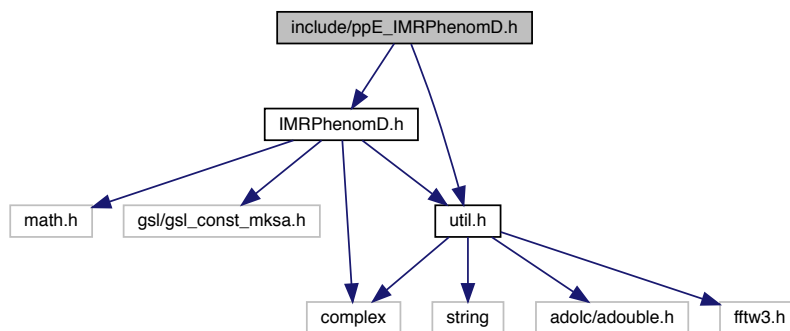 include/ppE_IMRPhenomD.h
IMRPhenomD.h
math.h
gsl/gsl_const_mksa.h
util.h
complex
string
adolc/adouble.h
fftw3.h